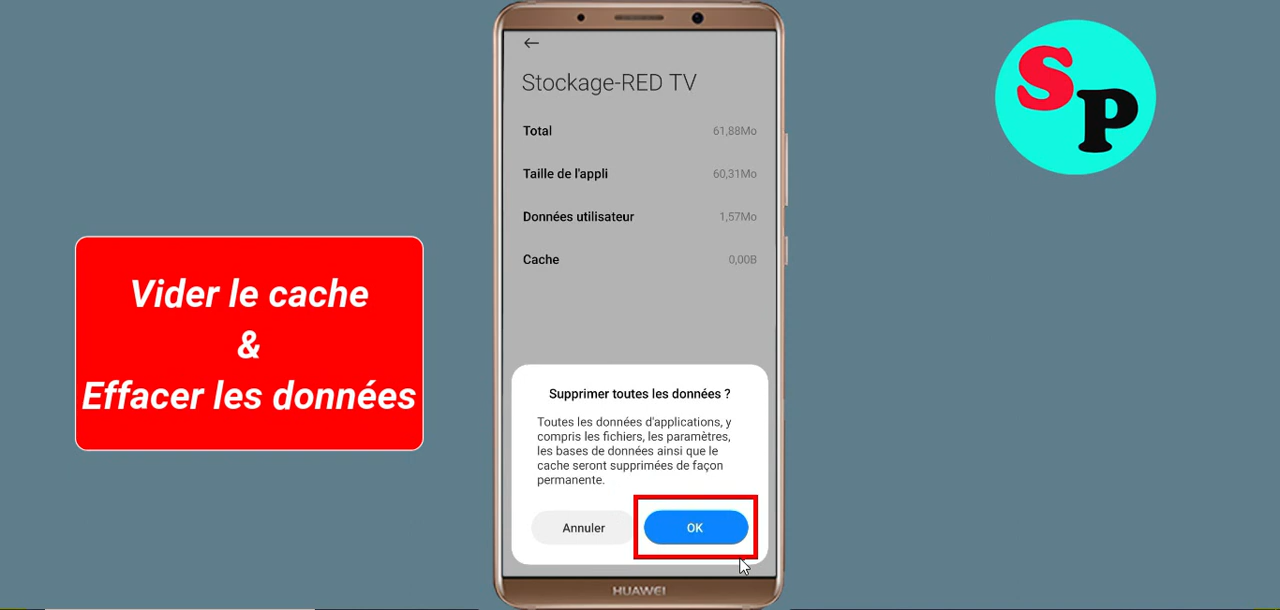 SP
Stockage-RED TV
Total 61,88Mo
Taille de l'appli 60,31Mo
Données utilisateur 1,57Mo
Cache 0,00B
Vider le cache
&
Effacer les données
Supprimer toutes les données ?
Toutes les données d'applications, y
compris les fichiers, les paramètres,
les bases de données ainsi que le
cache seront supprimées de façon
permanente.
Annuler OK
HUAWEI